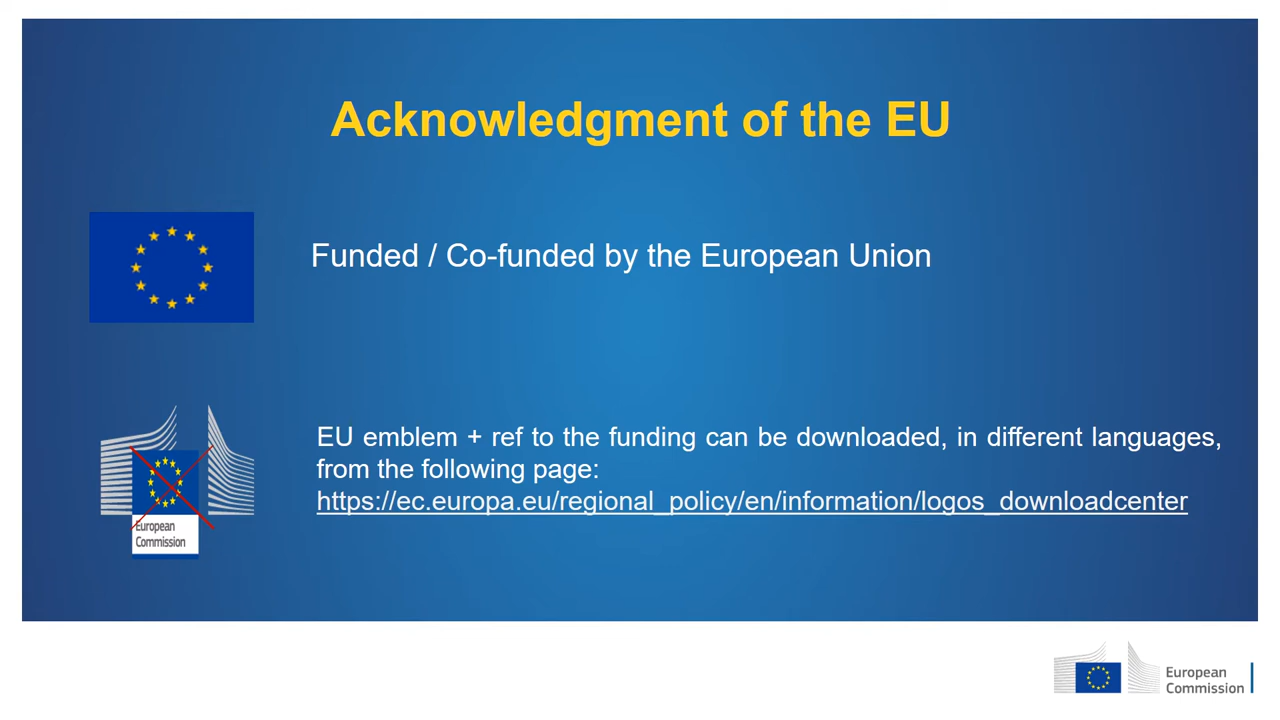 Acknowledgment of the EU
Funded / Co-funded by the European Union
EU emblem + ref to the funding can be downloaded, in different languages,
from the following page:
https://ec.europa.eu/regional_policy/en/information/logos_downloadcenter
European
Commission
European
Commission